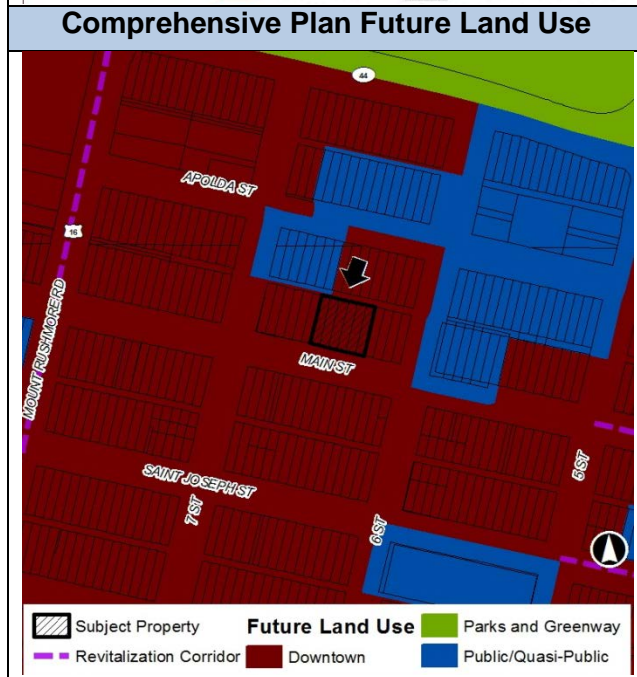 Comprehensive Plan Future Land Use
44
APOLDA ST
16
MOUNT RUSHMORE RD
MAIN ST
SAINT JOSEPH ST
7 ST
6 ST
5 ST
Subject Property
Future Land Use
Parks and Greenway
Revitalization Corridor
Downtown
Public/Quasi-Public